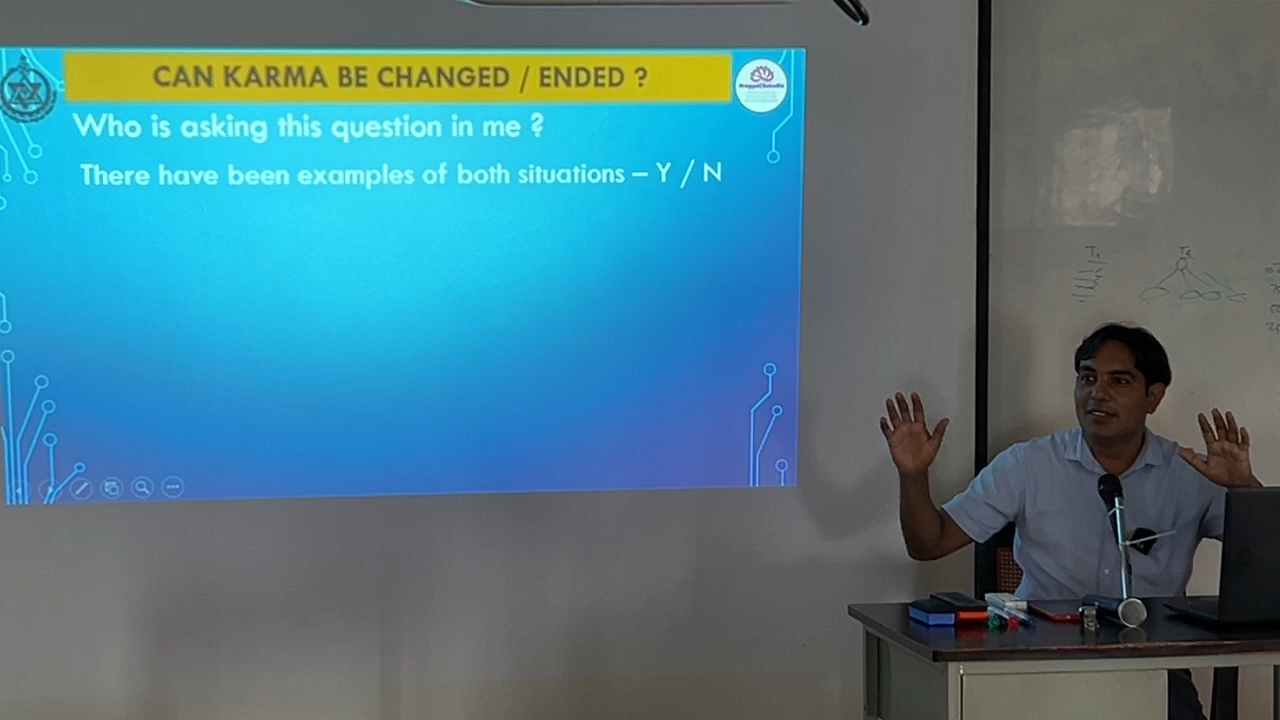 CAN KARMA BE CHANGED / ENDED ?
Who is asking this question in me ?
There have been examples of both situations – Y / N